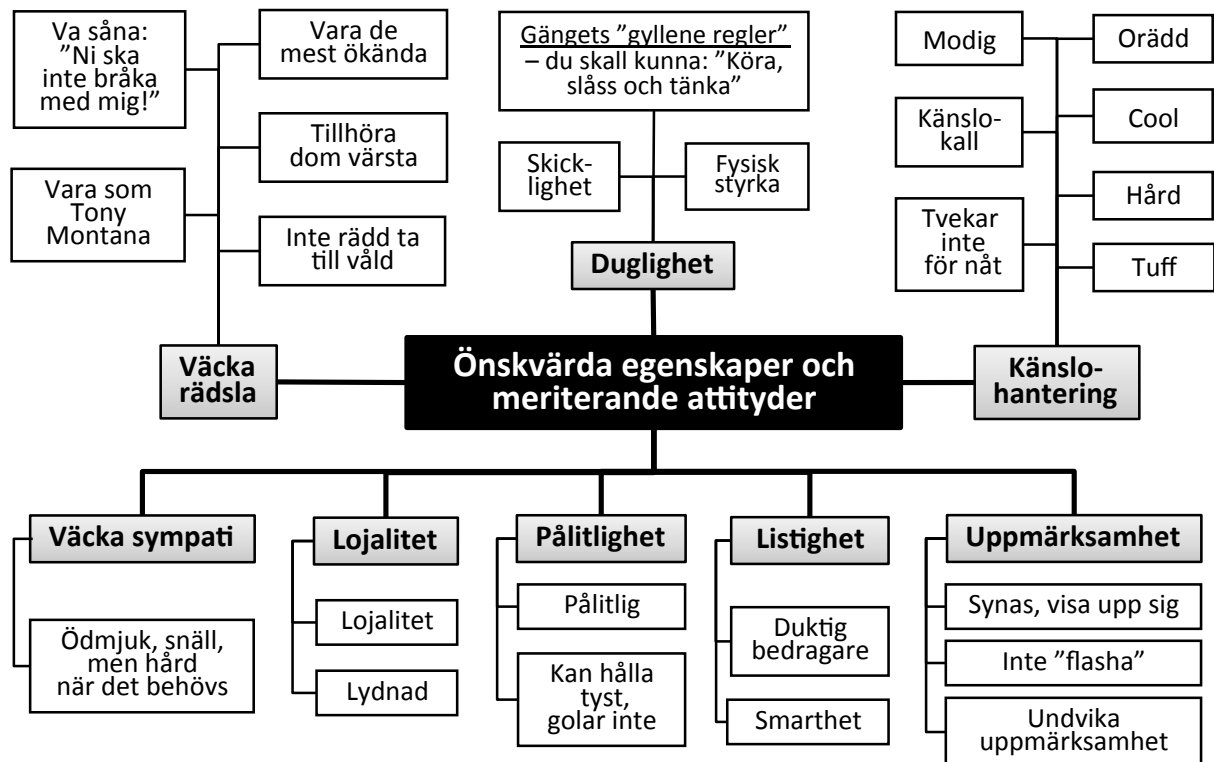 Va såna:
”Ni ska
inte bråka
med mig!”
Vara de
mest ökända
Tillhöra
dom värsta
Vara som
Tony
Montana
Inte rädd ta
till våld
Väcka
rädsla
Gängets ”gyllene regler”
– du skall kunna: ”Köra,
slåss och tänka”
Skick-
lighet
Fysisk
styrka
Duglighet
Modig
Orädd
Känslo-
kall
Cool
Hård
Tvekar
inte
för nåt
Tuff
Känslo-
hantering
Önskvärda egenskaper och
meriterande attityder
Väcka sympati
Ödmjuk, snäll,
men hård
när det behövs
Lojalitet
Lojalitet
Lydnad
Pålitlighet
Pålitlig
Kan hålla
tyst,
golar inte
Listighet
Duktig
bedragare
Smarthet
Uppmärksamhet
Synas, visa upp sig
Inte ”flasha”
Undvika
uppmärksamhet